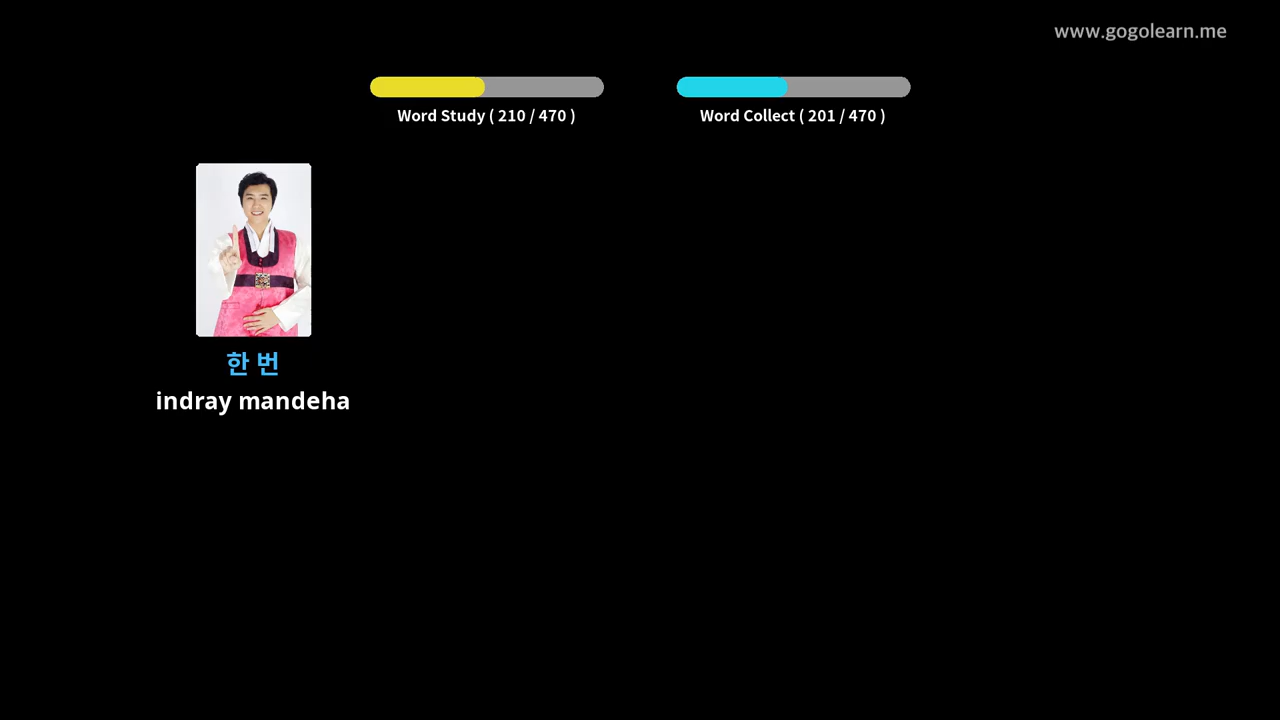 www.gogolearn.me
Word Study ( 210 / 470 )
Word Collect ( 201 / 470 )
한 번
indray mandeha